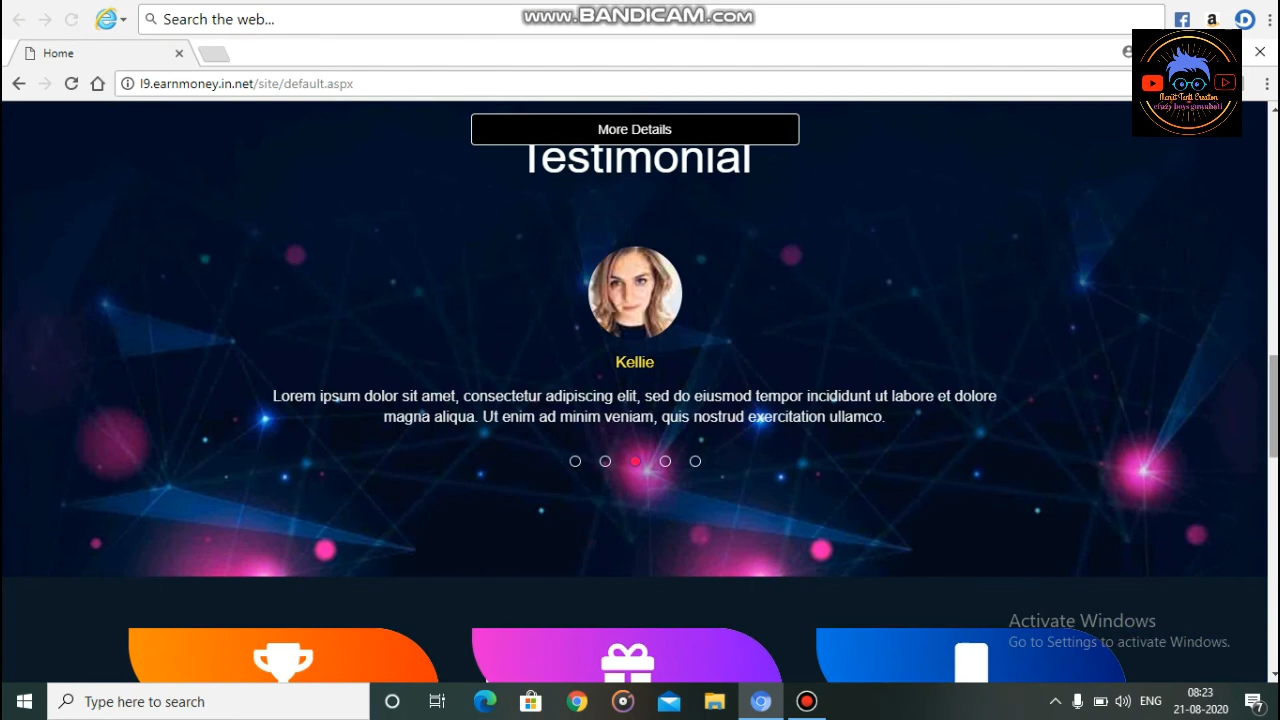 www.BANDICAM.com
Search the web...
Home
l9.earnmoney.in.net/site/default.aspx
More Details
Testimonial
Kellie
Lorem ipsum dolor sit amet, consectetur adipiscing elit, sed do eiusmod tempor incididunt ut labore et dolore
magna aliqua. Ut enim ad minim veniam, quis nostrud exercitation ullamco.
Activate Windows
Go to Settings to activate Windows.
Type here to search
ENG
08:23
21-08-2020
7